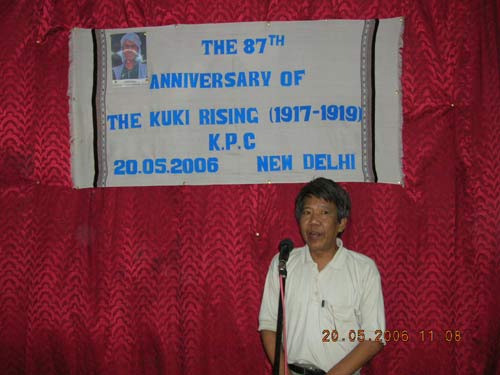 THE 87TH
ANNIVERSARY OF
THE KUKI RISING (1917-1919)
K.P.C
20.05.2006 NEW DELHI
20.05.2006 11:08